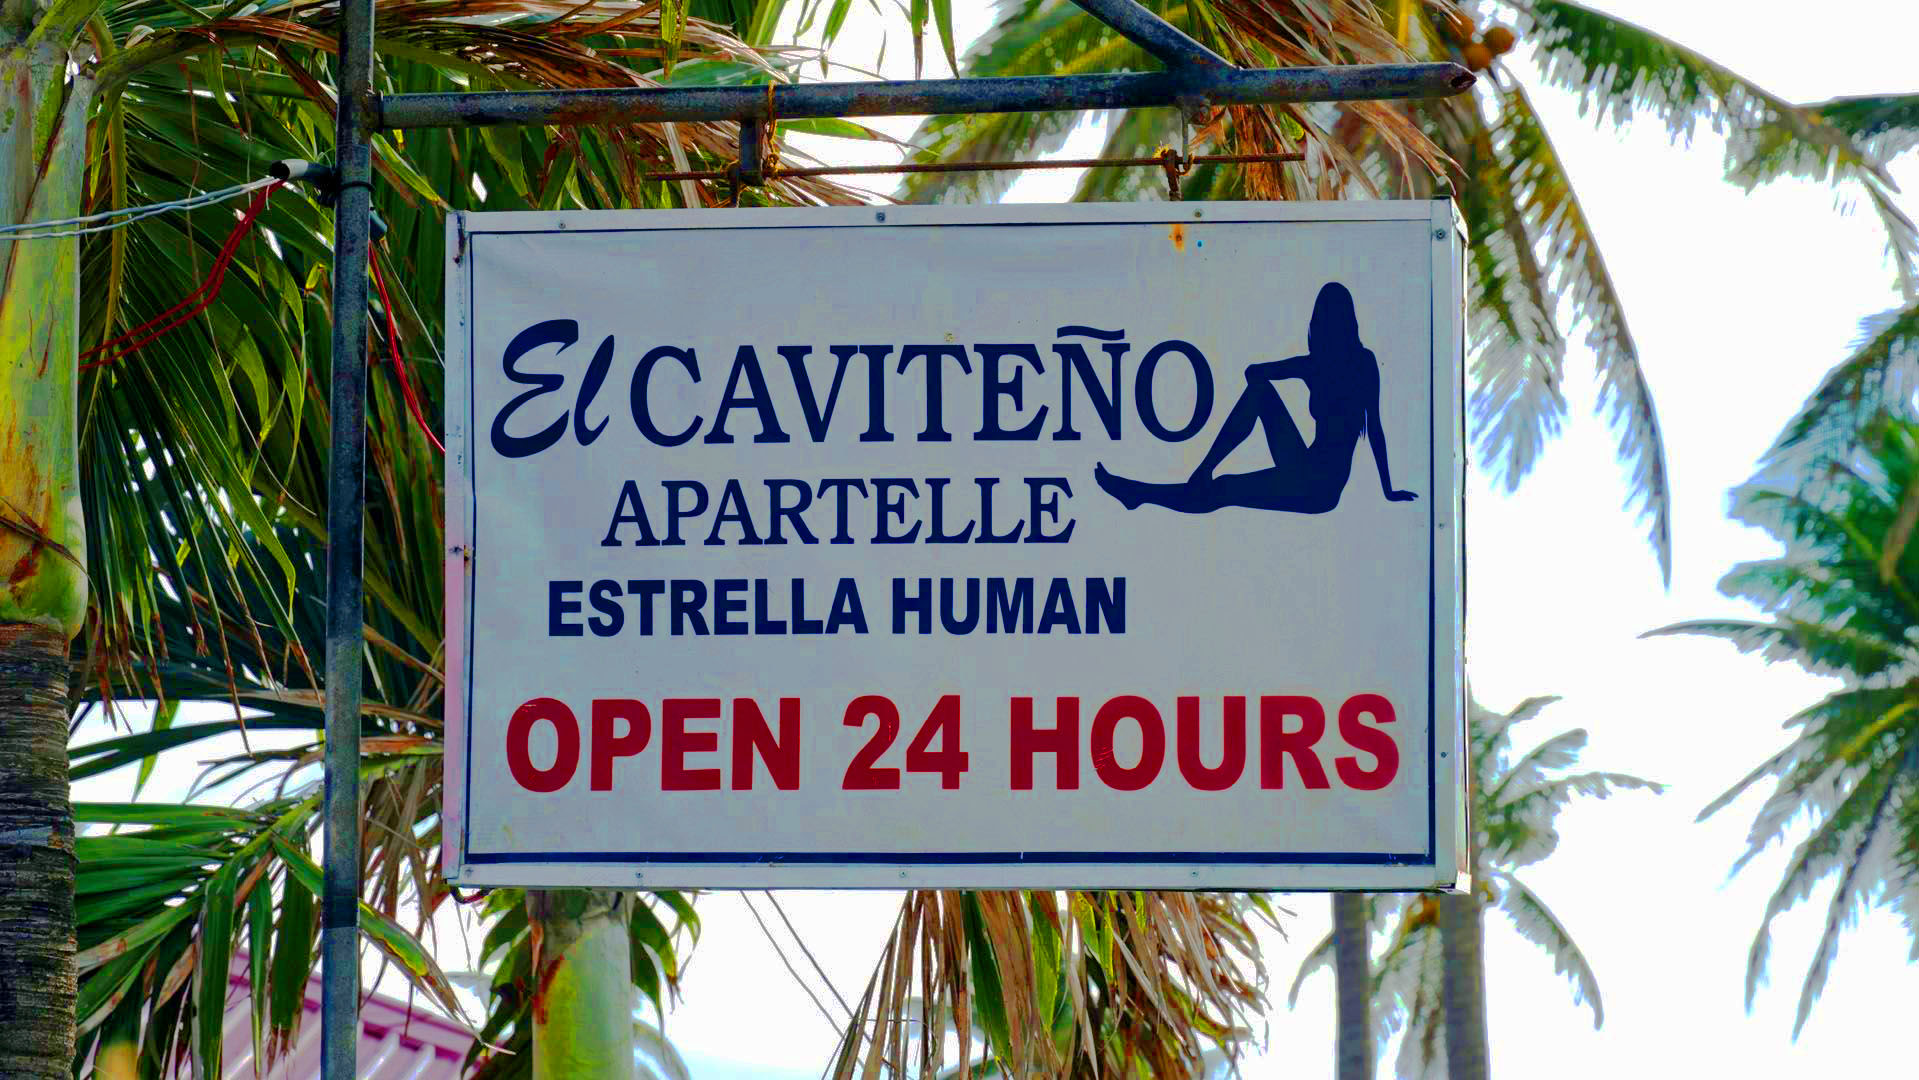 El CAVITEÑO
APARTELLE
ESTRELLA HUMAN
OPEN 24 HOURS